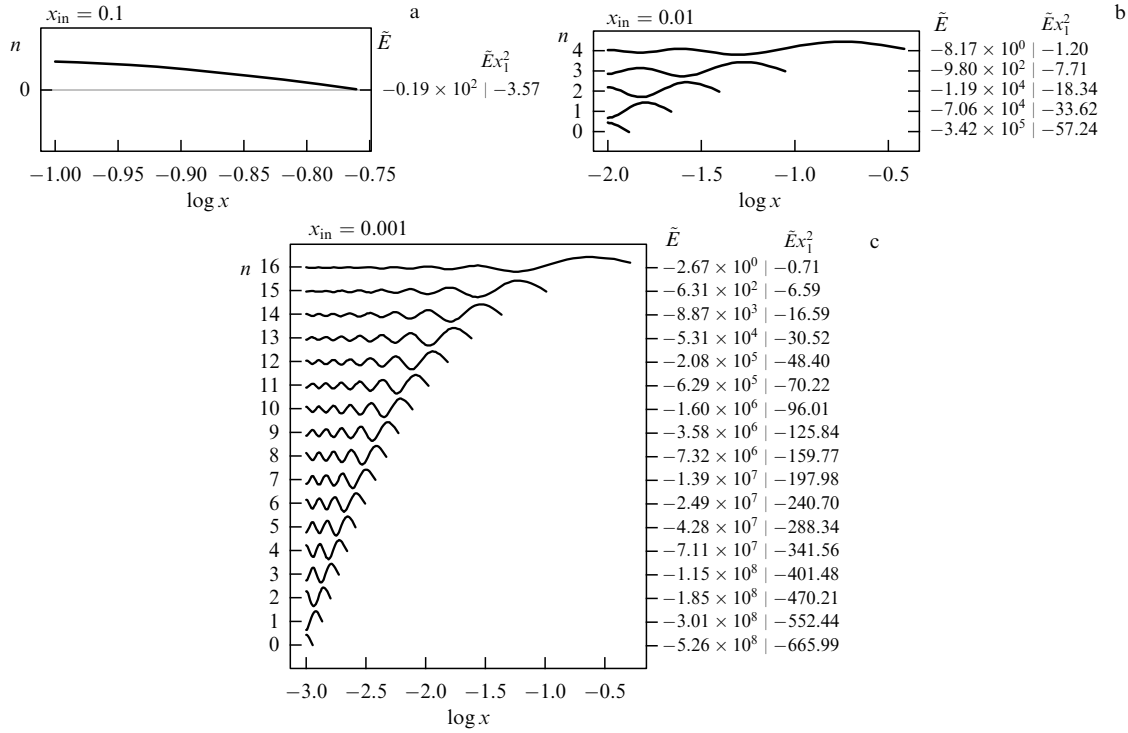 x_in = 0.1
a
n
Ẽ
Ẽx₁²
0
−0.19 × 10² | −3.57
−1.00 −0.95 −0.90 −0.85 −0.80 −0.75
log x
x_in = 0.01
b
n
Ẽ Ẽx₁²
4 −8.17 × 10⁰ | −1.20
3 −9.80 × 10² | −7.71
2 −1.19 × 10⁴ | −18.34
1 −7.06 × 10⁴ | −33.62
0 −3.42 × 10⁵ | −57.24
−2.0 −1.5 −1.0 −0.5
log x
x_in = 0.001
c
n
Ẽ Ẽx₁²
16 −2.67 × 10⁰ | −0.71
15 −6.31 × 10² | −6.59
14 −8.87 × 10³ | −16.59
13 −5.31 × 10⁴ | −30.52
12 −2.08 × 10⁵ | −48.40
11 −6.29 × 10⁵ | −70.22
10 −1.60 × 10⁶ | −96.01
9 −3.58 × 10⁶ | −125.84
8 −7.32 × 10⁶ | −159.77
7 −1.39 × 10⁷ | −197.98
6 −2.49 × 10⁷ | −240.70
5 −4.28 × 10⁷ | −288.34
4 −7.11 × 10⁷ | −341.56
3 −1.15 × 10⁸ | −401.48
2 −1.85 × 10⁸ | −470.21
1 −3.01 × 10⁸ | −552.44
0 −5.26 × 10⁸ | −665.99
−3.0 −2.5 −2.0 −1.5 −1.0 −0.5
log x